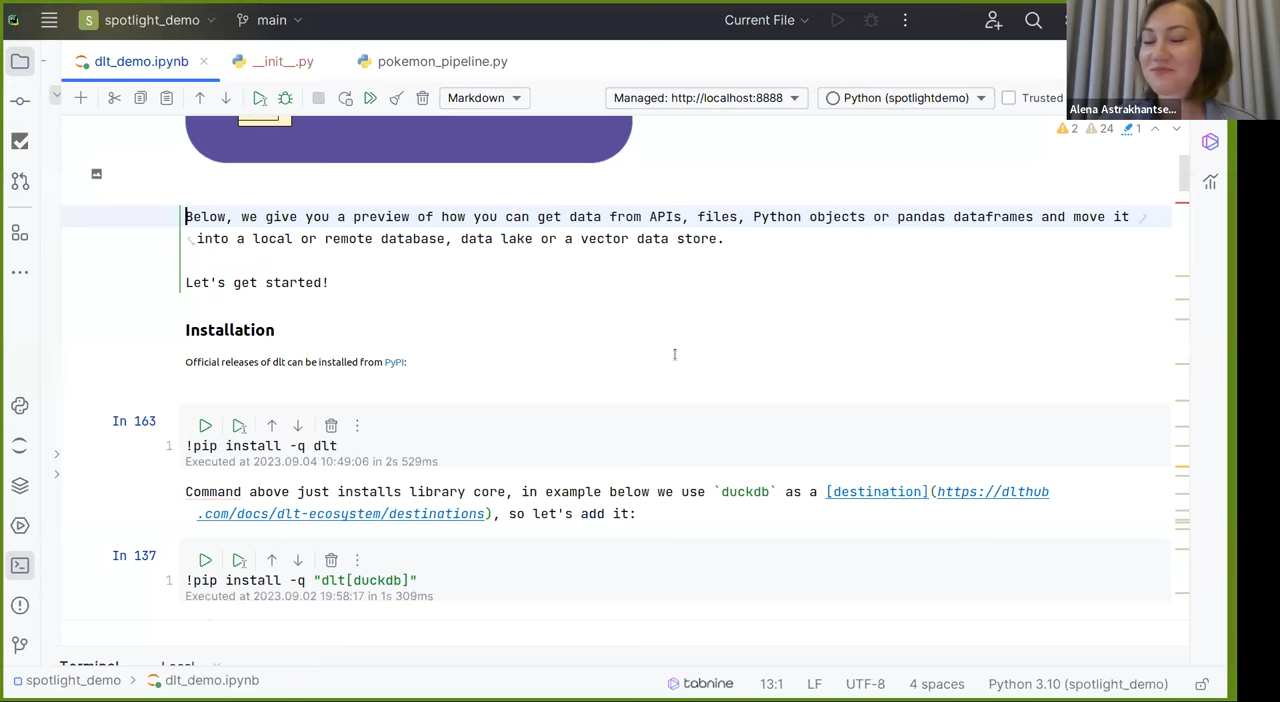 S spotlight_demo main Current File
dlt_demo.ipynb __init__.py pokemon_pipeline.py
Markdown Managed: http://localhost:8888 Python (spotlightdemo) Trusted
Alena Astrakhantse...
2 24 1
Below, we give you a preview of how you can get data from APIs, files, Python objects or pandas dataframes and move it
into a local or remote database, data lake or a vector data store.
Let's get started!
Installation
Official releases of dlt can be installed from PyPI:
In 163
1 !pip install -q dlt
Executed at 2023.09.04 10:49:06 in 2s 529ms
Command above just installs library core, in example below we use `duckdb` as a [destination](https://dlthub
.com/docs/dlt-ecosystem/destinations), so let's add it:
In 137
1 !pip install -q "dlt[duckdb]"
Executed at 2023.09.02 19:58:17 in 1s 309ms
Terminal Local
spotlight_demo > dlt_demo.ipynb tabnine 13:1 LF UTF-8 4 spaces Python 3.10 (spotlight_demo)